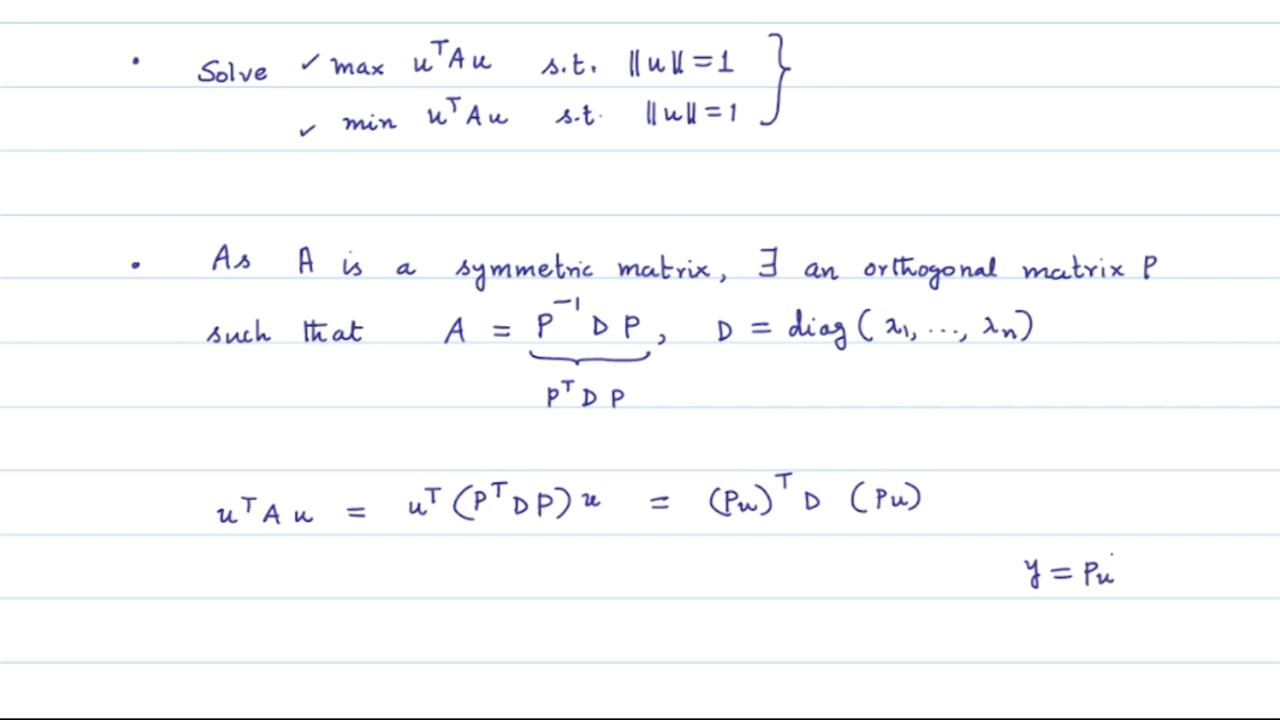 • Solve ✓ max uᵀAu s.t. ‖u‖ = 1 }
✓ min uᵀAu s.t. ‖u‖ = 1
• As A is a symmetric matrix, ∃ an orthogonal matrix P
such that A = P⁻¹DP, D = diag(λ₁, ..., λₙ)
PᵀDP
uᵀAu = uᵀ(PᵀDP)u = (Pu)ᵀ D (Pu)
y = Pu